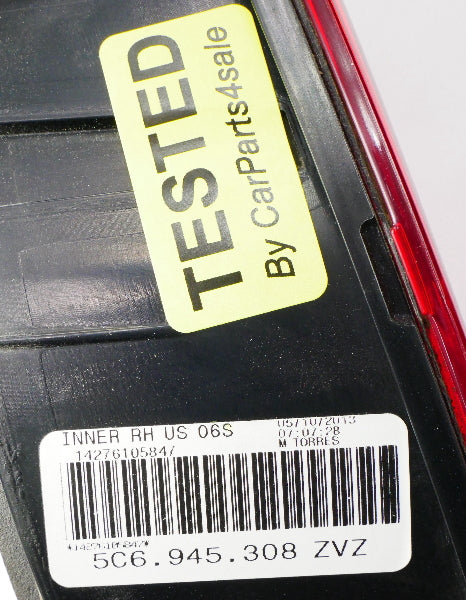 TESTED
By CarParts4sale
INNER RH US 06S
05/10/2013
07:07:28
M TORRES
14276105847
*14276105847*
5C6.945.308 ZVZ